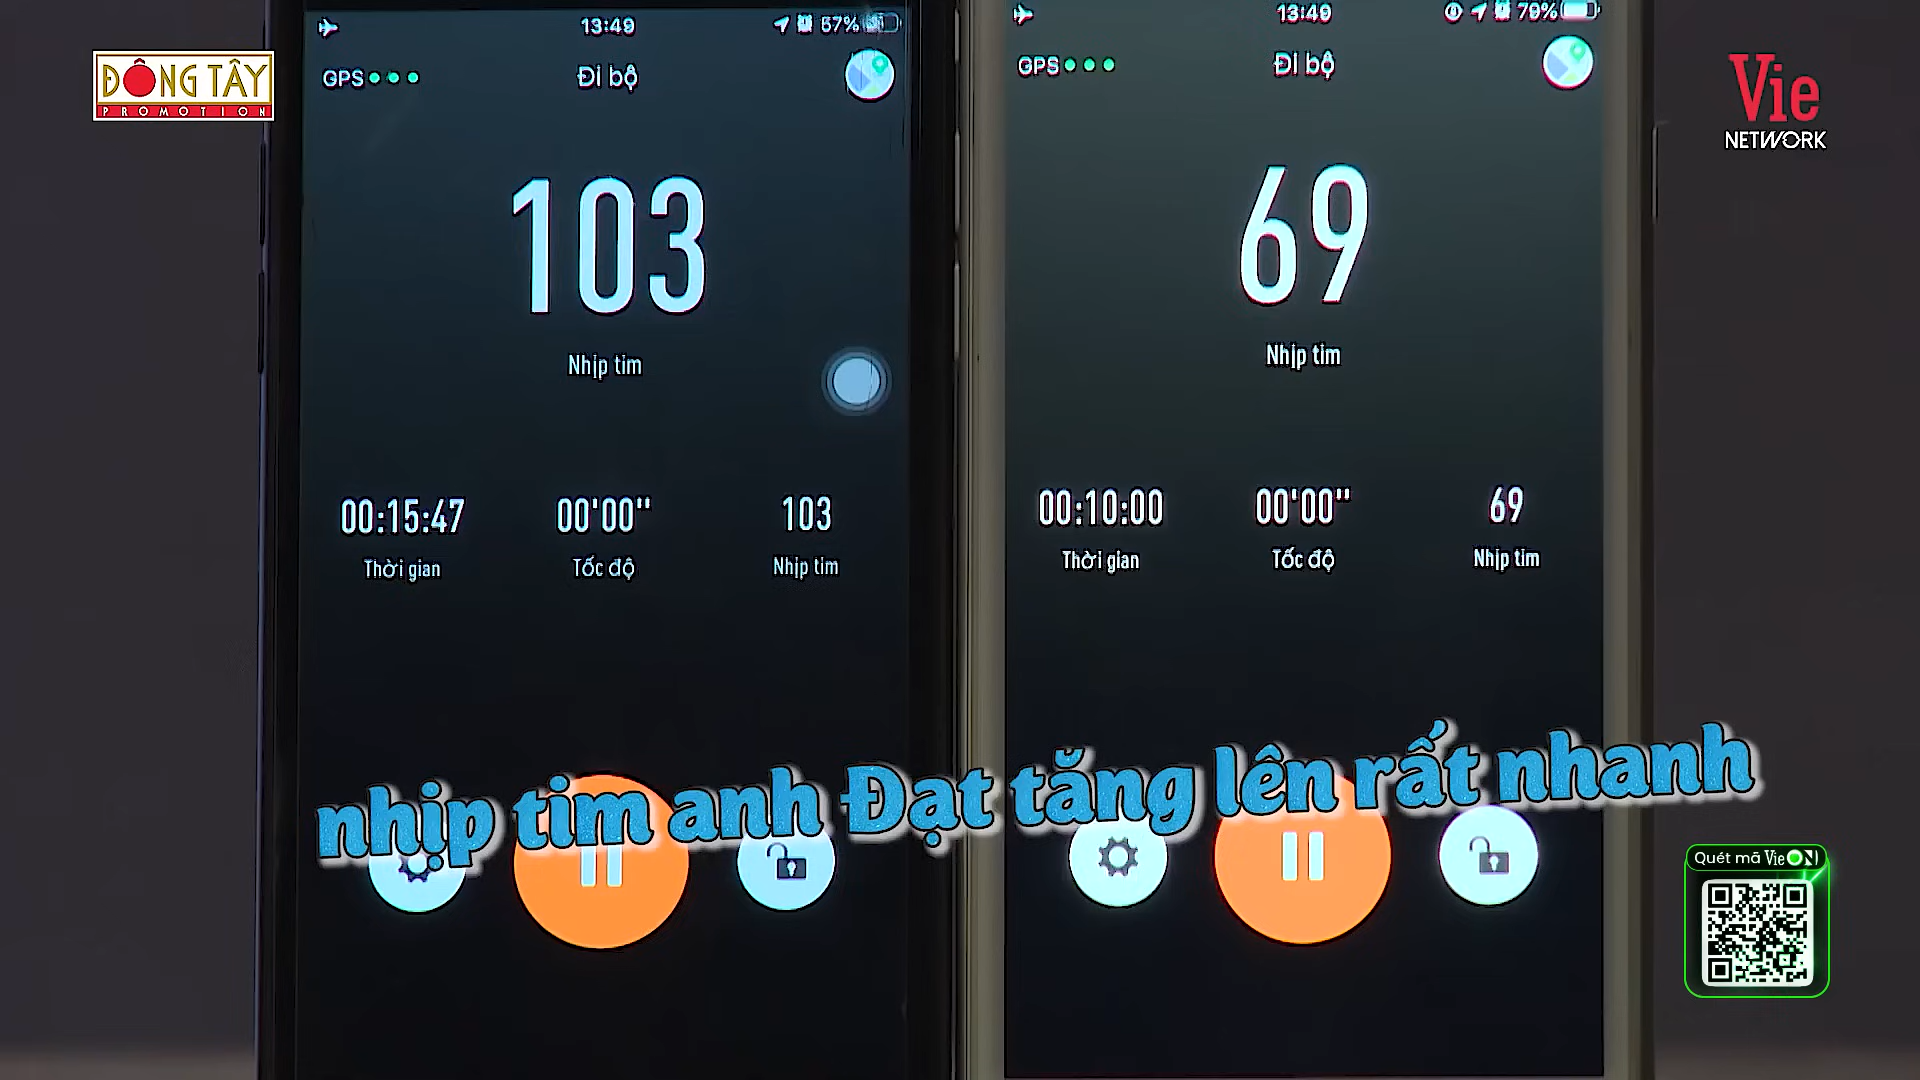 ĐÔNG TÂY
PROMOTION
Vie
NETWORK
13:49
57%
GPS
Đi bộ
103
Nhịp tim
00:15:47
00'00"
103
Thời gian
Tốc độ
Nhịp tim
13:49
79%
GPS
Đi bộ
69
Nhịp tim
00:10:00
00'00"
69
Thời gian
Tốc độ
Nhịp tim
nhịp tim anh Đạt tăng lên rất nhanh
Quét mã VieON